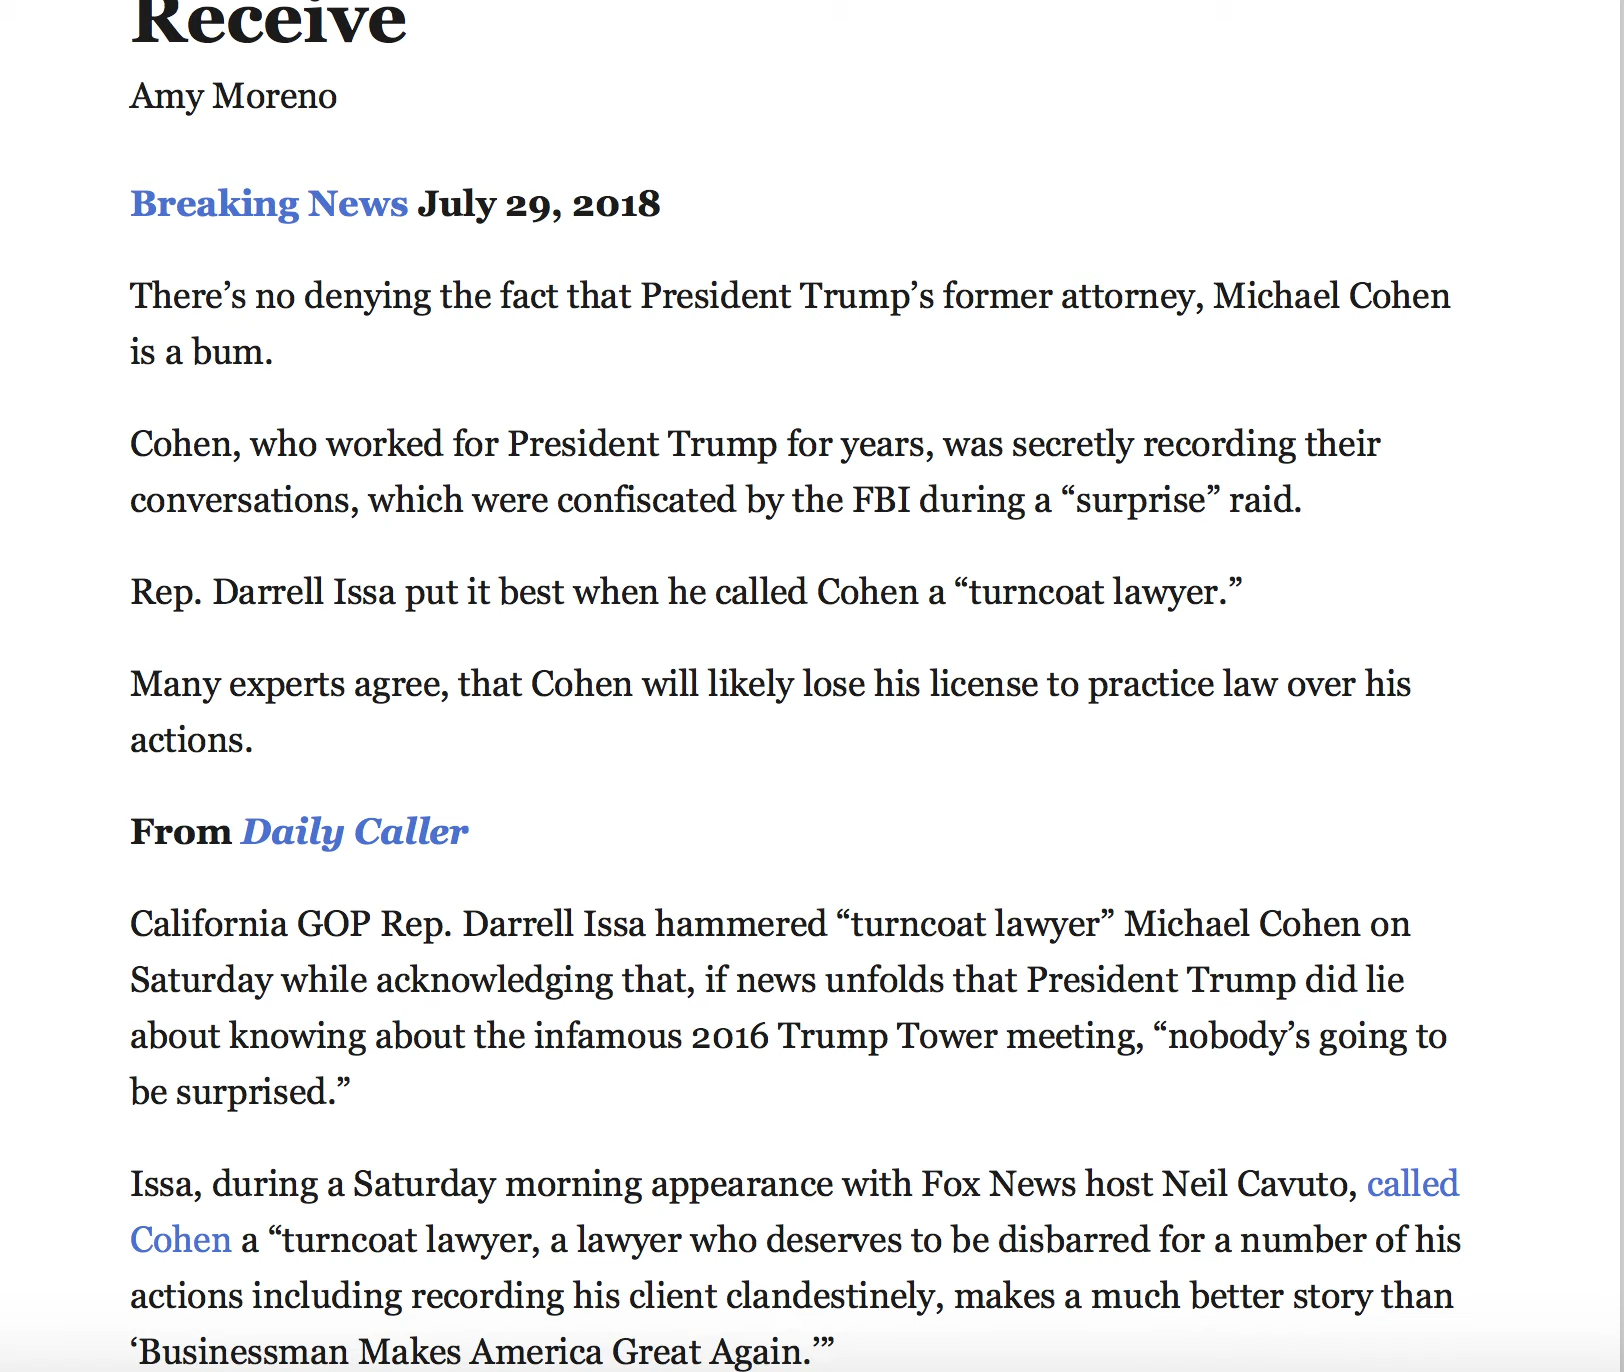 Receive
Amy Moreno
Breaking News July 29, 2018
There’s no denying the fact that President Trump’s former attorney, Michael Cohen
is a bum.
Cohen, who worked for President Trump for years, was secretly recording their
conversations, which were confiscated by the FBI during a “surprise” raid.
Rep. Darrell Issa put it best when he called Cohen a “turncoat lawyer.”
Many experts agree, that Cohen will likely lose his license to practice law over his
actions.
From Daily Caller
California GOP Rep. Darrell Issa hammered “turncoat lawyer” Michael Cohen on
Saturday while acknowledging that, if news unfolds that President Trump did lie
about knowing about the infamous 2016 Trump Tower meeting, “nobody’s going to
be surprised.”
Issa, during a Saturday morning appearance with Fox News host Neil Cavuto, called
Cohen a “turncoat lawyer, a lawyer who deserves to be disbarred for a number of his
actions including recording his client clandestinely, makes a much better story than
‘Businessman Makes America Great Again.’”